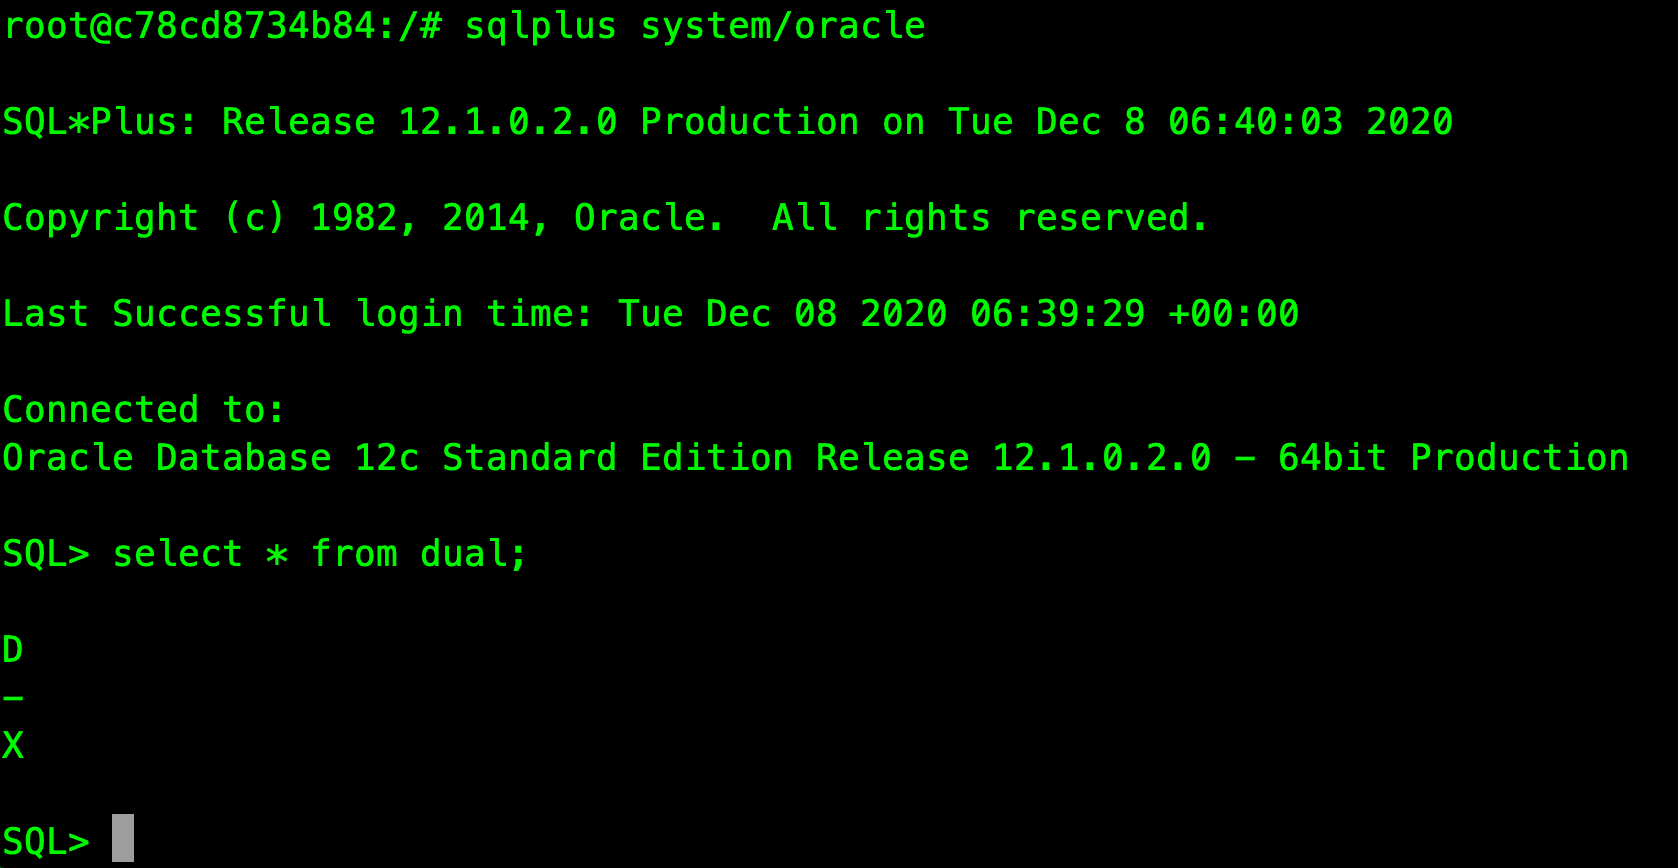 root@c78cd8734b84:/# sqlplus system/oracle
SQL*Plus: Release 12.1.0.2.0 Production on Tue Dec 8 06:40:03 2020
Copyright (c) 1982, 2014, Oracle.  All rights reserved.
Last Successful login time: Tue Dec 08 2020 06:39:29 +00:00
Connected to:
Oracle Database 12c Standard Edition Release 12.1.0.2.0 - 64bit Production
SQL> select * from dual;
D
-
X
SQL>